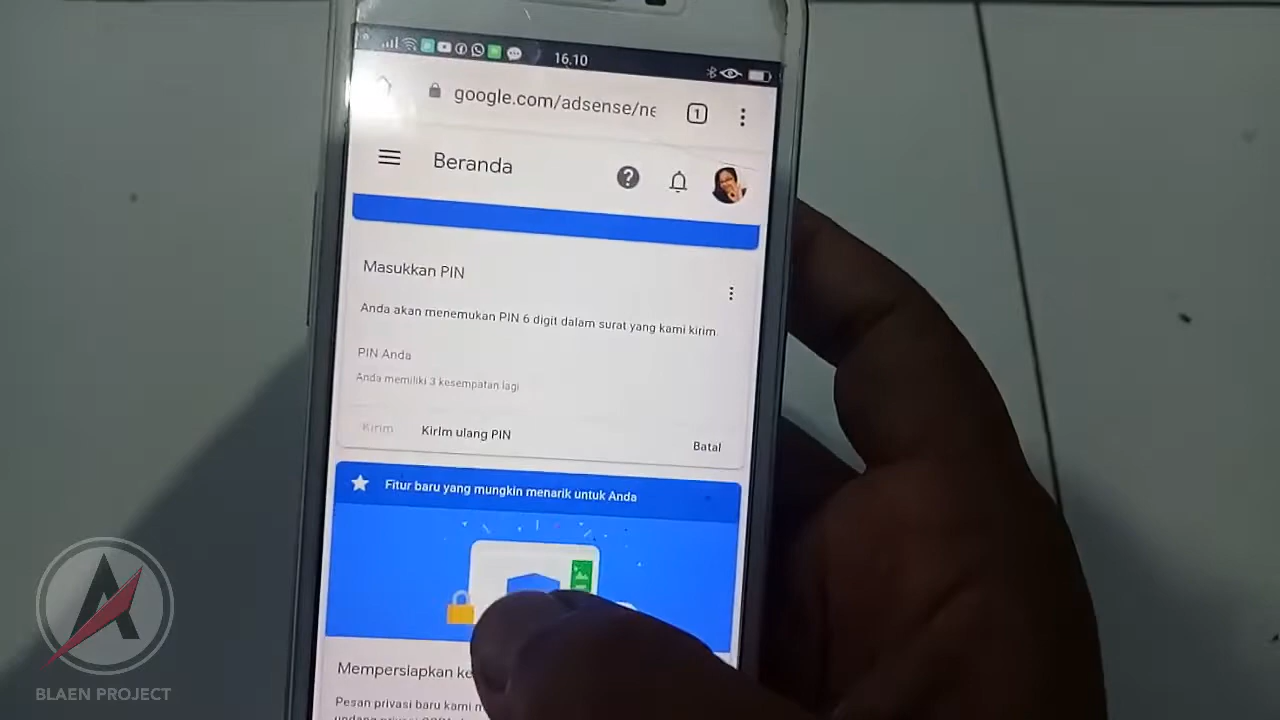 16.10
google.com/adsense/ne
1
Beranda
Masukkan PIN
Anda akan menemukan PIN 6 digit dalam surat yang kami kirim.
PIN Anda
Anda memiliki 3 kesempatan lagi
Kirim
Kirim ulang PIN
Batal
Fitur baru yang mungkin menarik untuk Anda
Mempersiapkan
Pesan privasi baru kami
BLAEN PROJECT